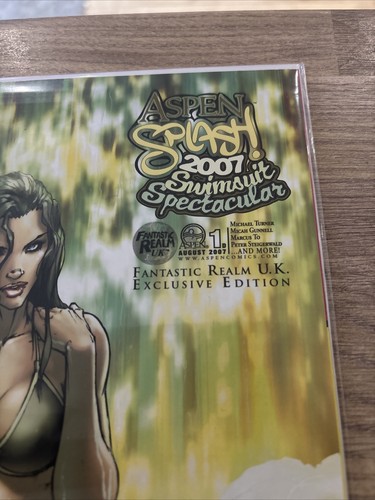 ASPEN
SPLASH!
2007
Swimsuit
Spectacular
FANTASTIC
REALM
UK
ASPEN
AUGUST 2007
1.
MICHAEL TURNER
MICAH GUNNELL
MARCUS TO
PETER STEIGERWALD
...AND MORE!
WWW.ASPENCOMICS.COM
FANTASTIC REALM U.K.
EXCLUSIVE EDITION